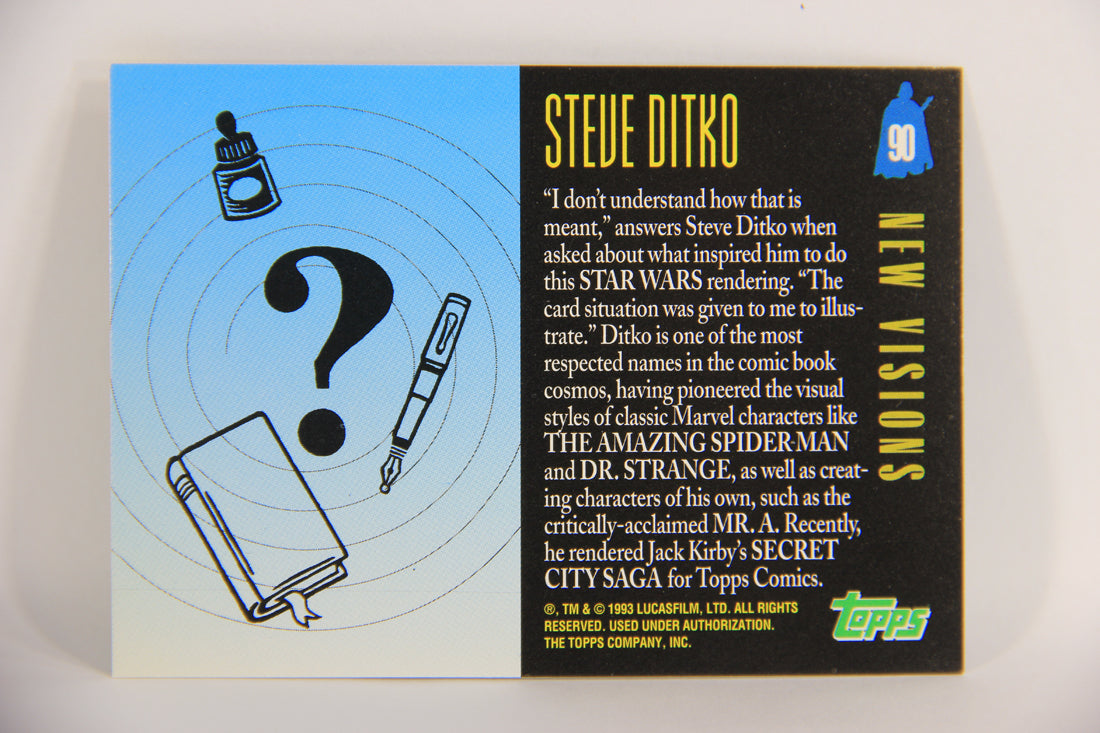 STEVE DITKO
90
NEW VISIONS
“I don’t understand how that is
meant,” answers Steve Ditko when
asked about what inspired him to do
this STAR WARS rendering. “The
card situation was given to me to illus-
trate.” Ditko is one of the most
respected names in the comic book
cosmos, having pioneered the visual
styles of classic Marvel characters like
THE AMAZING SPIDER-MAN
and DR. STRANGE, as well as creat-
ing characters of his own, such as the
critically-acclaimed MR. A. Recently,
he rendered Jack Kirby’s SECRET
CITY SAGA for Topps Comics.
®, TM & © 1993 LUCASFILM, LTD. ALL RIGHTS
RESERVED. USED UNDER AUTHORIZATION.
THE TOPPS COMPANY, INC.
topps
?